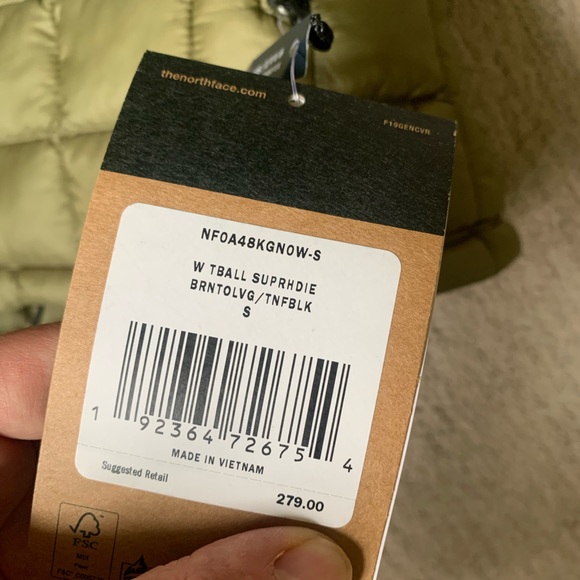 thenorthface.com
F19GENCVR
NF0A48KGN0W-S
W TBALL SUPRHDIE
BRNTOLVG/TNFBLK
S
1 92364 72675 4
MADE IN VIETNAM
Suggested Retail
279.00
FSC